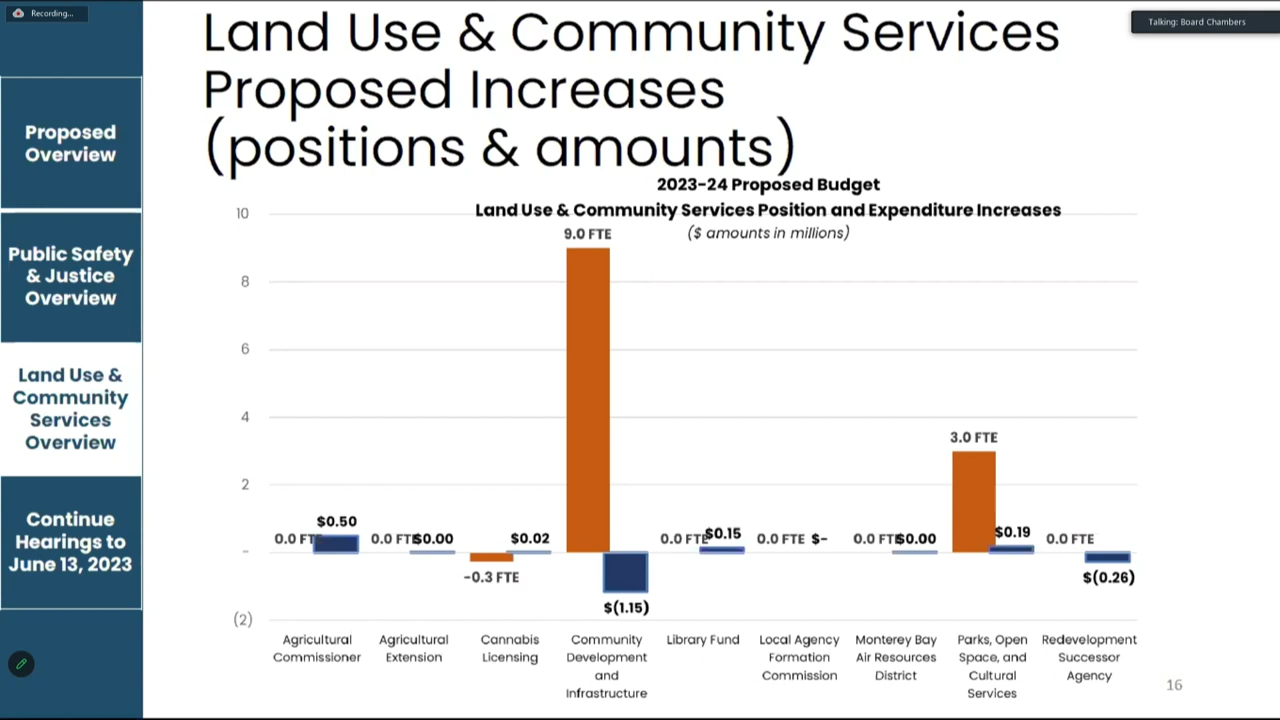 Recording...
Talking: Board Chambers
Land Use & Community Services
Proposed Increases
(positions & amounts)
Proposed
Overview
Public Safety
& Justice
Overview
Land Use &
Community
Services
Overview
Continue
Hearings to
June 13, 2023
2023-24 Proposed Budget
Land Use & Community Services Position and Expenditure Increases
($ amounts in millions)
10
8
6
4
2
-
(2)
0.0 FTE
$0.50
0.0 FTE
$0.00
-0.3 FTE
$0.02
9.0 FTE
$(1.15)
0.0 FTE
$0.15
0.0 FTE
$-
0.0 FTE
$0.00
3.0 FTE
$0.19
0.0 FTE
$(0.26)
Agricultural
Commissioner
Agricultural
Extension
Cannabis
Licensing
Community
Development
and
Infrastructure
Library Fund
Local Agency
Formation
Commission
Monterey Bay
Air Resources
District
Parks, Open
Space, and
Cultural
Services
Redevelopment
Successor
Agency
16